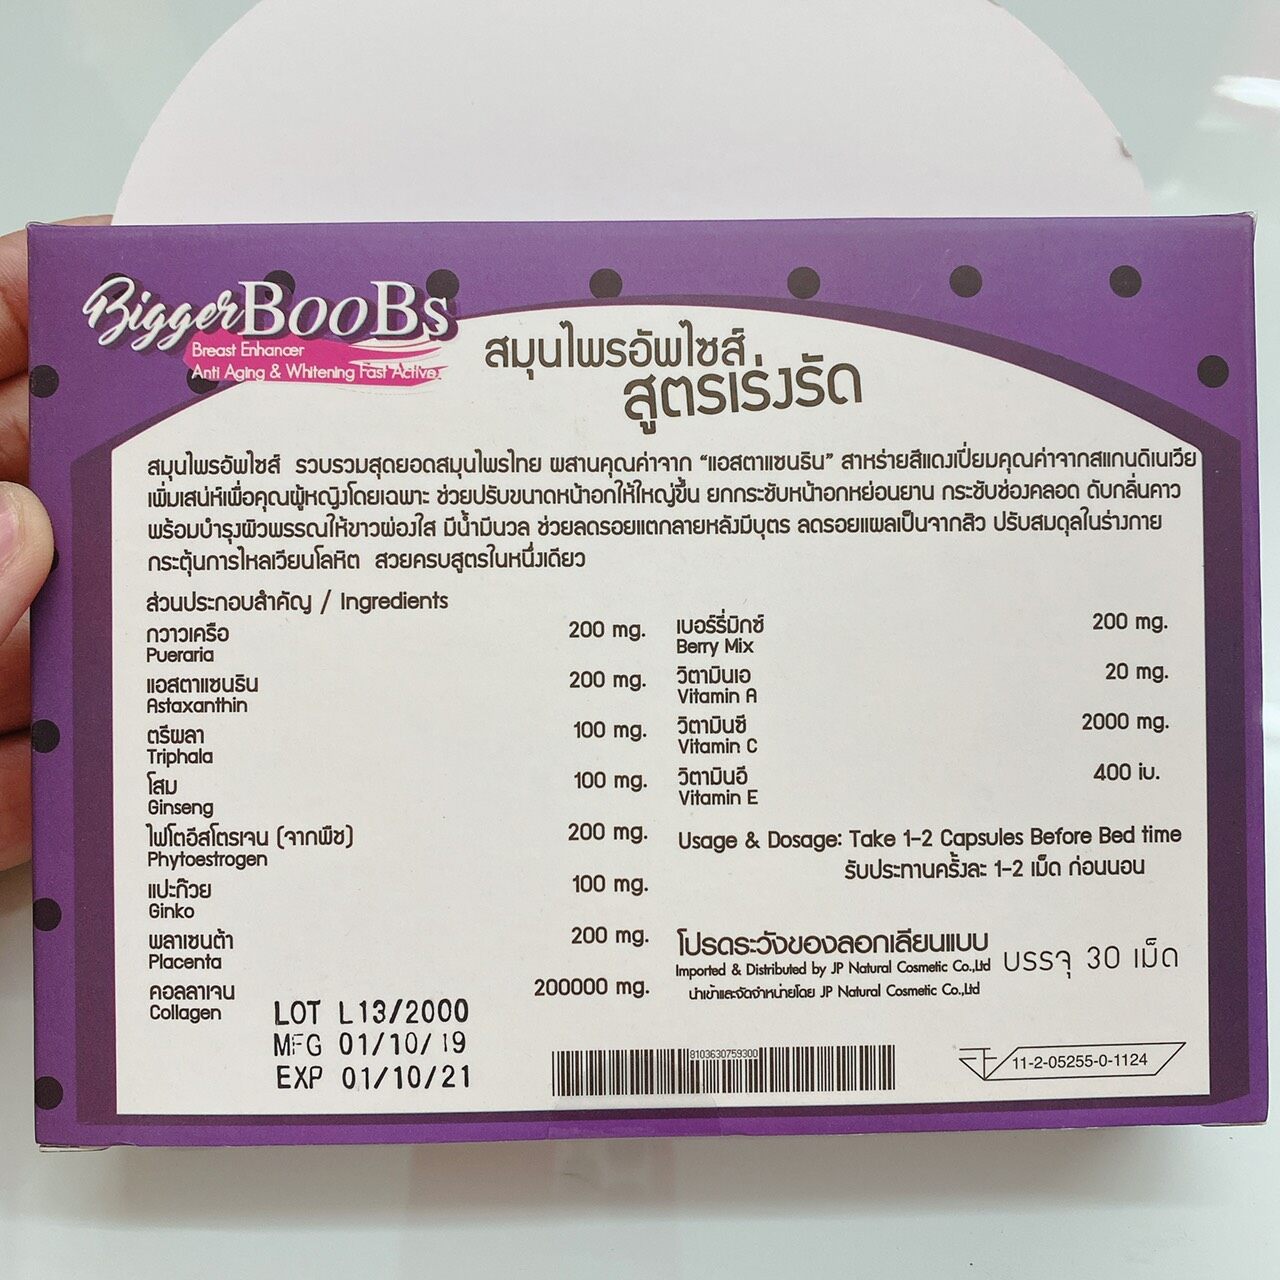 BiggerBooBs
Breast Enhancer
Anti Aging & Whitening Fast Active
สมุนไพรอัพไซส์
สูตรเร่งรัด
สมุนไพรอัพไซส์ รวบรวมสุดยอดสมุนไพรไทย ผสานคุณค่าจาก “แอสตาแซนธิน” สาหร่ายสีแดงเปี่ยมคุณค่าจากสแกนดิเนเวีย
เพิ่มเสน่ห์เพื่อคุณผู้หญิงโดยเฉพาะ ช่วยปรับขนาดหน้าอกให้ใหญ่ขึ้น ยกกระชับหน้าอกหย่อนยาน กระชับช่องคลอด ดับกลิ่นคาว
พร้อมบำรุงผิวพรรณให้ขาวผ่องใส มีน้ำมีนวล ช่วยลดรอยแตกลายหลังมีบุตร ลดรอยแผลเป็นจากสิว ปรับสมดุลในร่างกาย
กระตุ้นการไหลเวียนโลหิต สวยครบสูตรในหนึ่งเดียว
ส่วนประกอบสำคัญ / Ingredients
กวาวเครือ 200 mg.
Pueraria
แอสตาแซนธิน 200 mg.
Astaxanthin
ตรีผลา 100 mg.
Triphala
โสม 100 mg.
Ginseng
ไฟโตอีสโตรเจน (จากพืช) 200 mg.
Phytoestrogen
แปะก๊วย 100 mg.
Ginko
พลาเซนต้า 200 mg.
Placenta
คอลลาเจน 200000 mg.
Collagen
เบอร์รี่มิกซ์ 200 mg.
Berry Mix
วิตามินเอ 20 mg.
Vitamin A
วิตามินซี 2000 mg.
Vitamin C
วิตามินอี 400 iu.
Vitamin E
Usage & Dosage: Take 1-2 Capsules Before Bed time
รับประทานครั้งละ 1-2 เม็ด ก่อนนอน
โปรดระวังของลอกเลียนแบบ
Imported & Distributed by JP Natural Cosmetic Co.,Ltd
นำเข้าและจัดจำหน่ายโดย JP Natural Cosmetic Co.,Ltd
บรรจุ 30 เม็ด
LOT L13/2000
MFG 01/10/19
EXP 01/10/21
8103630759300
11-2-05255-0-1124